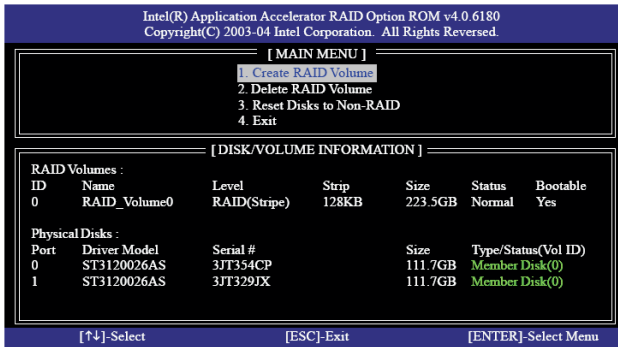 Intel(R) Application Accelerator RAID Option ROM v4.0.6180
Copyright(C) 2003-04 Intel Corporation. All Rights Reversed.
[ MAIN MENU ]
1. Create RAID Volume
2. Delete RAID Volume
3. Reset Disks to Non-RAID
4. Exit
[ DISK/VOLUME INFORMATION ]
RAID Volumes :
ID Name Level Strip Size Status Bootable
0 RAID_Volume0 RAID(Stripe) 128KB 223.5GB Normal Yes
Physical Disks :
Port Driver Model Serial # Size Type/Status(Vol ID)
0 ST3120026AS 3JT354CP 111.7GB Member Disk(0)
1 ST3120026AS 3JT329JX 111.7GB Member Disk(0)
[↑↓]-Select [ESC]-Exit [ENTER]-Select Menu